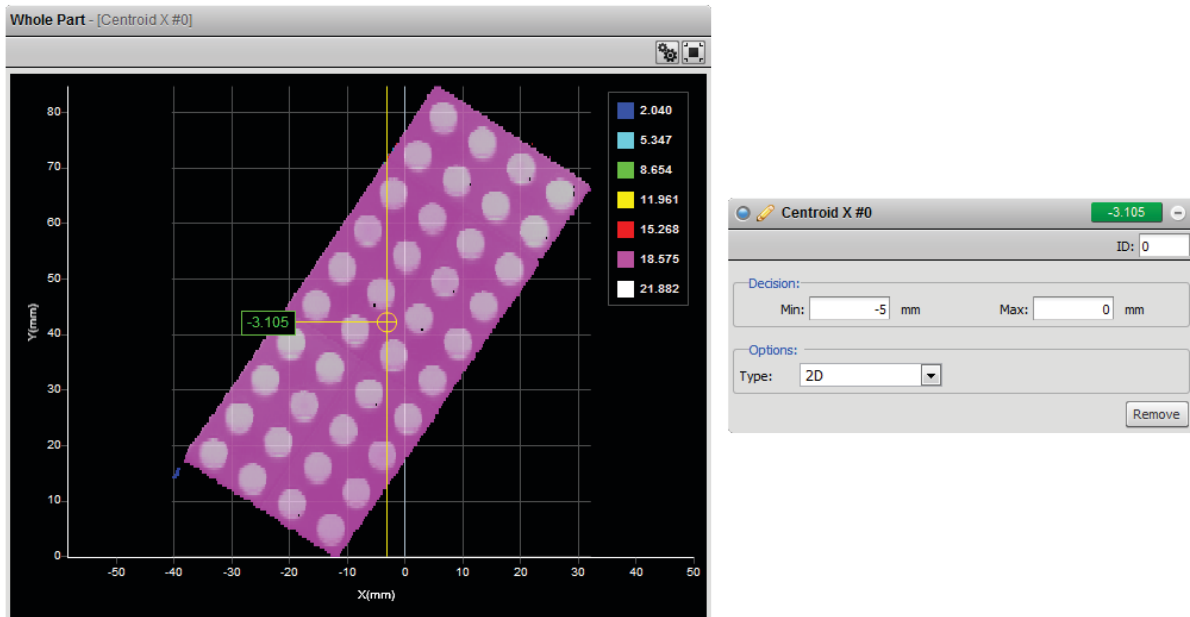 Whole Part - [Centroid X #0]
80
70
60
50
40
30
20
10
0
Y(mm)
-3.105
2.040
5.347
8.654
11.961
15.268
18.575
21.882
-50 -40 -30 -20 -10 0 10 20 30 40 50
X(mm)
Centroid X #0 -3.105
ID: 0
Decision:
Min: -5 mm Max: 0 mm
Options:
Type: 2D
Remove